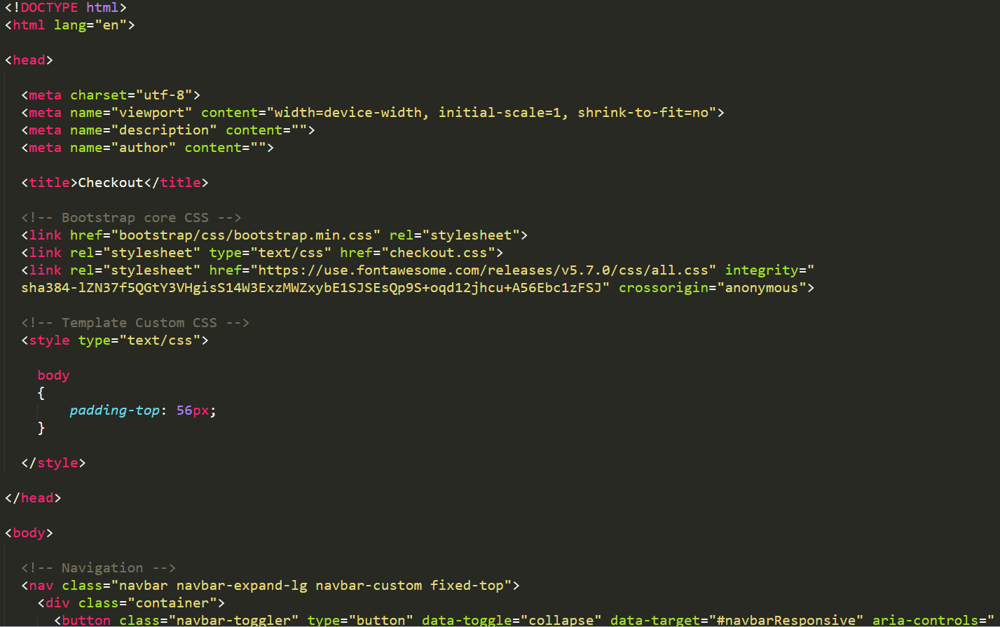 <!DOCTYPE html>
<html lang="en">
<head>
<meta charset="utf-8">
<meta name="viewport" content="width=device-width, initial-scale=1, shrink-to-fit=no">
<meta name="description" content="">
<meta name="author" content="">
<title>Checkout</title>
<!-- Bootstrap core CSS -->
<link href="bootstrap/css/bootstrap.min.css" rel="stylesheet">
<link rel="stylesheet" type="text/css" href="checkout.css">
<link rel="stylesheet" href="https://use.fontawesome.com/releases/v5.7.0/css/all.css" integrity="
sha384-lZN37f5QGtY3VHgisS14W3ExzMWZxybE1SJSEsQp9S+oqd12jhcu+A56Ebc1zFSJ" crossorigin="anonymous">
<!-- Template Custom CSS -->
<style type="text/css">
body
{
padding-top: 56px;
}
</style>
</head>
<body>
<!-- Navigation -->
<nav class="navbar navbar-expand-lg navbar-custom fixed-top">
<div class="container">
<button class="navbar-toggler" type="button" data-toggle="collapse" data-target="#navbarResponsive" aria-controls="